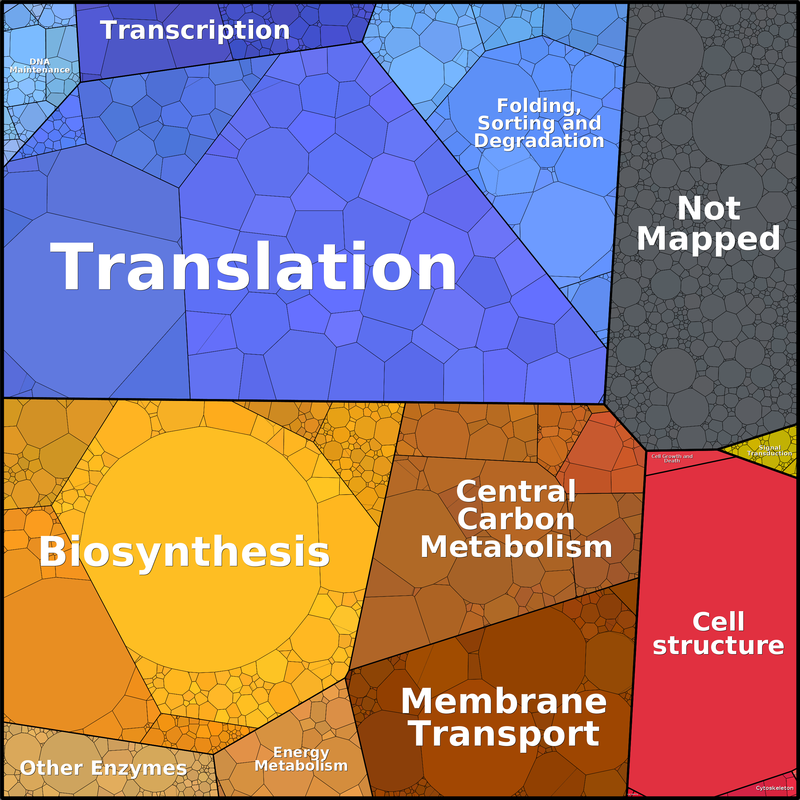 Transcription
DNA
Maintenance
Folding,
Sorting and
Degradation
Not
Mapped
Translation
Signal
Transduction
Cell Growth and
Death
Central
Carbon
Metabolism
Biosynthesis
Cell
structure
Membrane
Transport
Energy
Metabolism
Other Enzymes
Cytoskeleton